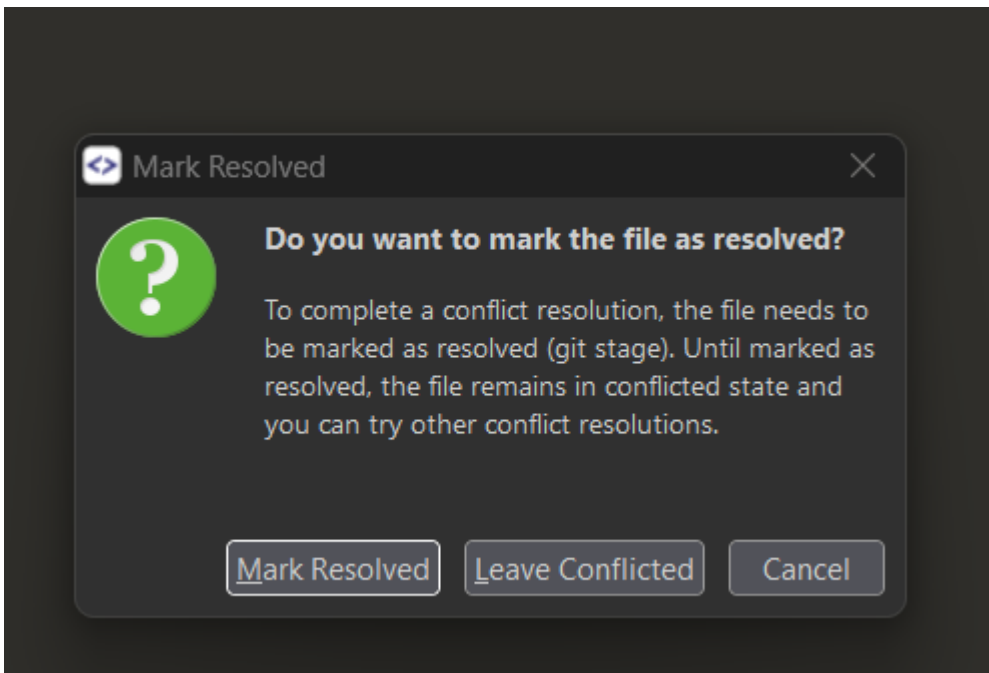 Mark Resolved
Do you want to mark the file as resolved?
To complete a conflict resolution, the file needs to
be marked as resolved (git stage). Until marked as
resolved, the file remains in conflicted state and
you can try other conflict resolutions.
Mark Resolved Leave Conflicted Cancel